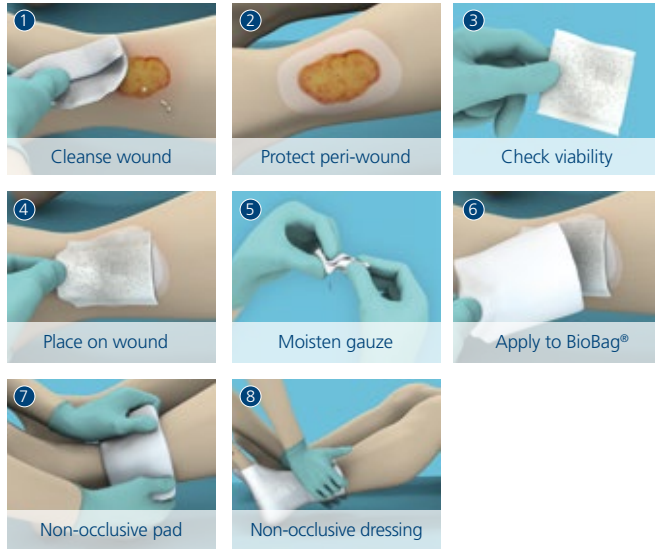 1
Cleanse wound
2
Protect peri-wound
3
Check viability
4
Place on wound
5
Moisten gauze
6
Apply to BioBag®
7
Non-occlusive pad
8
Non-occlusive dressing